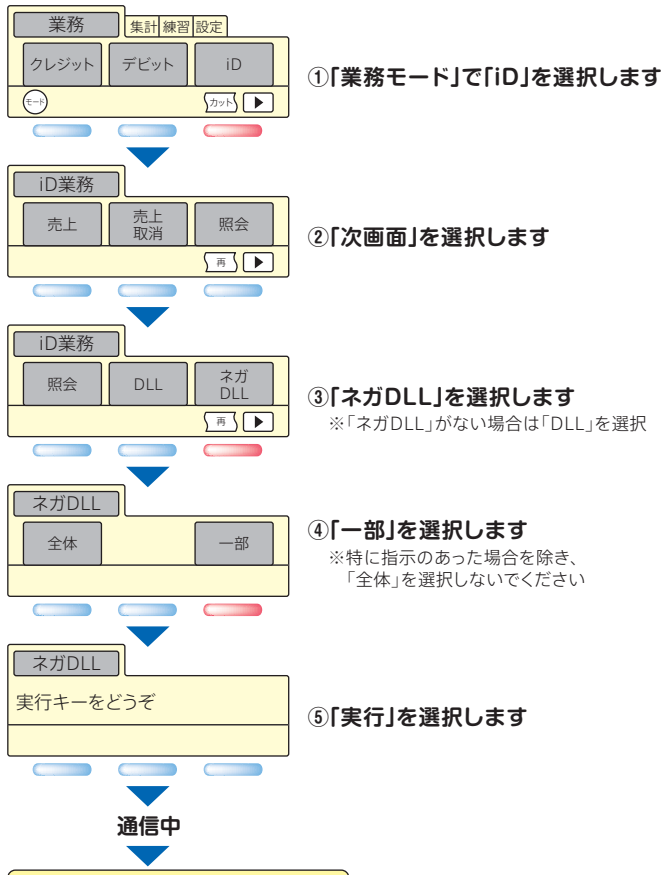 業務 集計 練習 設定
クレジット デビット iD
モード カット
①「業務モード」で「iD」を選択します
iD業務
売上 売上取消 照会
再
②「次画面」を選択します
iD業務
照会 DLL ネガDLL
再
③「ネガDLL」を選択します
※「ネガDLL」がない場合は「DLL」を選択
ネガDLL
全体 一部
④「一部」を選択します
※特に指示のあった場合を除き、
「全体」を選択しないでください
ネガDLL
実行キーをどうぞ
⑤「実行」を選択します
通信中